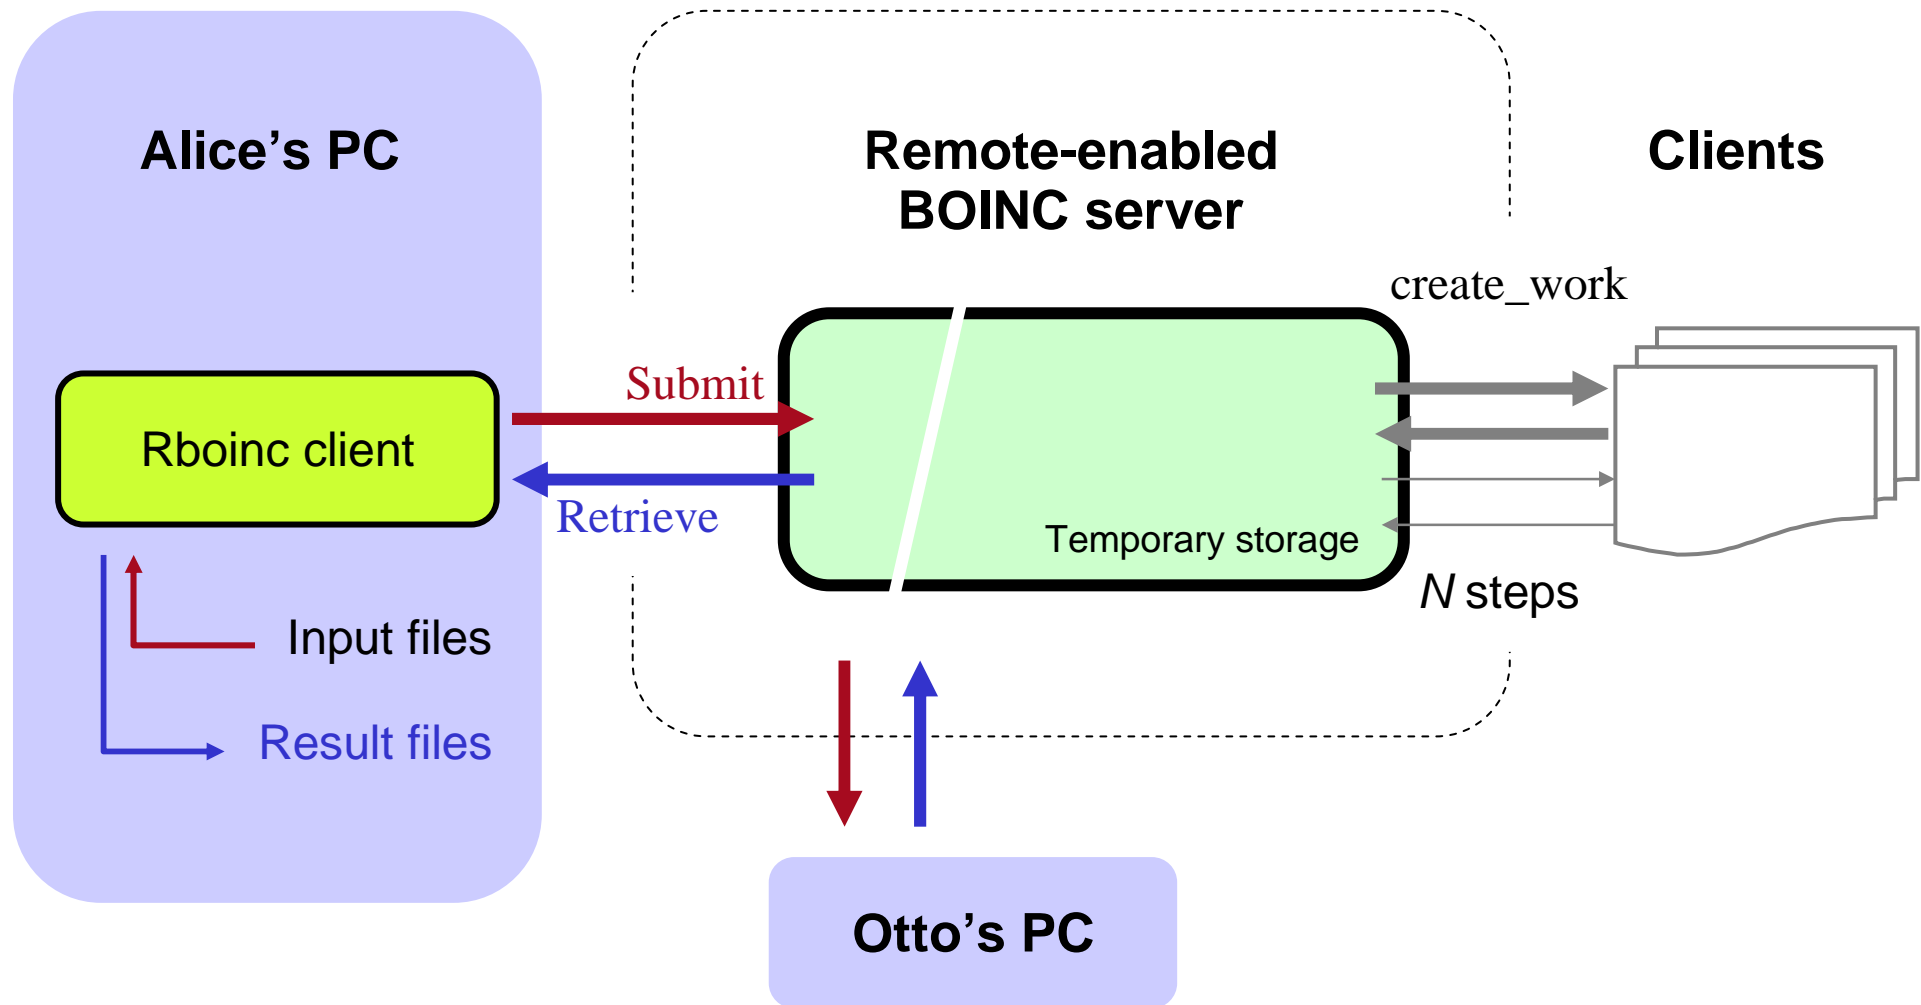 Alice’s PC
Remote-enabled
BOINC server
Clients
create_work
Submit
Rboinc client
Retrieve
Temporary storage
N steps
Input files
Result files
Otto’s PC